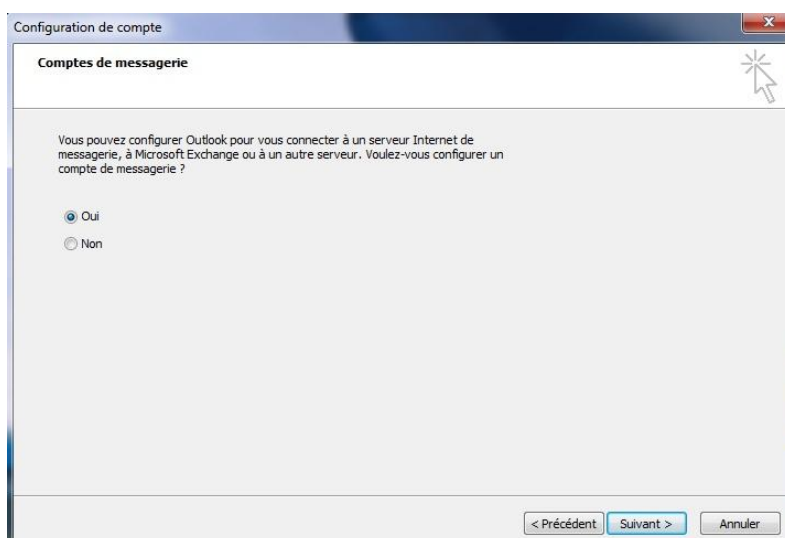 Configuration de compte
Comptes de messagerie
Vous pouvez configurer Outlook pour vous connecter à un serveur Internet de
messagerie, à Microsoft Exchange ou à un autre serveur. Voulez-vous configurer un
compte de messagerie ?
Oui
Non
< Précédent Suivant > Annuler